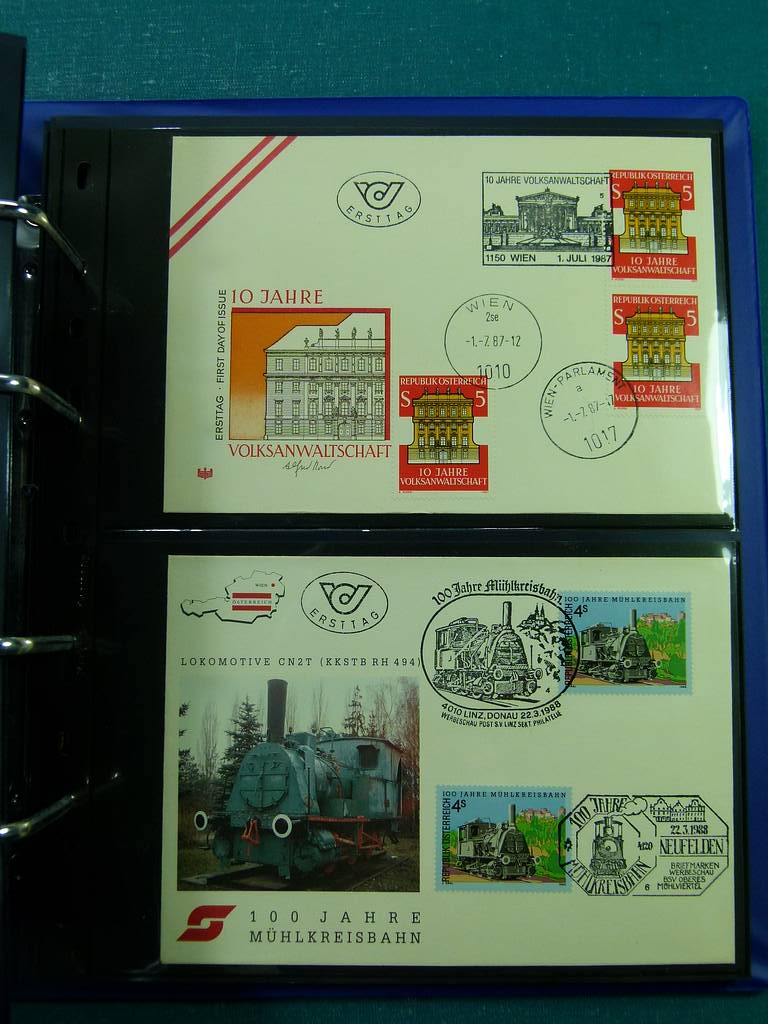 ERSTTAG
10 JAHRE VOLKSANWALTSCHAFT
5
1150 WIEN 1. JULI 1987
REPUBLIK ÖSTERREICH
S 5
10 JAHRE
VOLKSANWALTSCHAFT
REPUBLIK ÖSTERREICH
S 5
10 JAHRE
VOLKSANWALTSCHAFT
ERSTTAG · FIRST DAY OF ISSUE
10 JAHRE
VOLKSANWALTSCHAFT
WIEN
2se
-1.-7.87-12
1010
WIEN-PARLAMENT
a
-1.-7.87-17
1017
REPUBLIK ÖSTERREICH
S 5
10 JAHRE
VOLKSANWALTSCHAFT
WIEN
ÖSTERREICH
ERSTTAG
LOKOMOTIVE CN2T (KKSTB RH 494)
100 Jahre Mühlkreisbahn
4
4010 LINZ, DONAU 22.3.1988
WERBESCHAU POST S.V. LINZ SEKT. PHILATELIE
100 JAHRE MÜHLKREISBAHN
4S
REPUBLIK ÖSTERREICH
100 JAHRE MÜHLKREISBAHN
4S
REPUBLIK ÖSTERREICH
100 JAHRE
MÜHLKREISBAHN
22.3.1988
4120 NEUFELDEN
BRIEFMARKEN
WERBESCHAU
BSV OBERES
MÜHLVIERTEL
6
100 JAHRE
MÜHLKREISBAHN